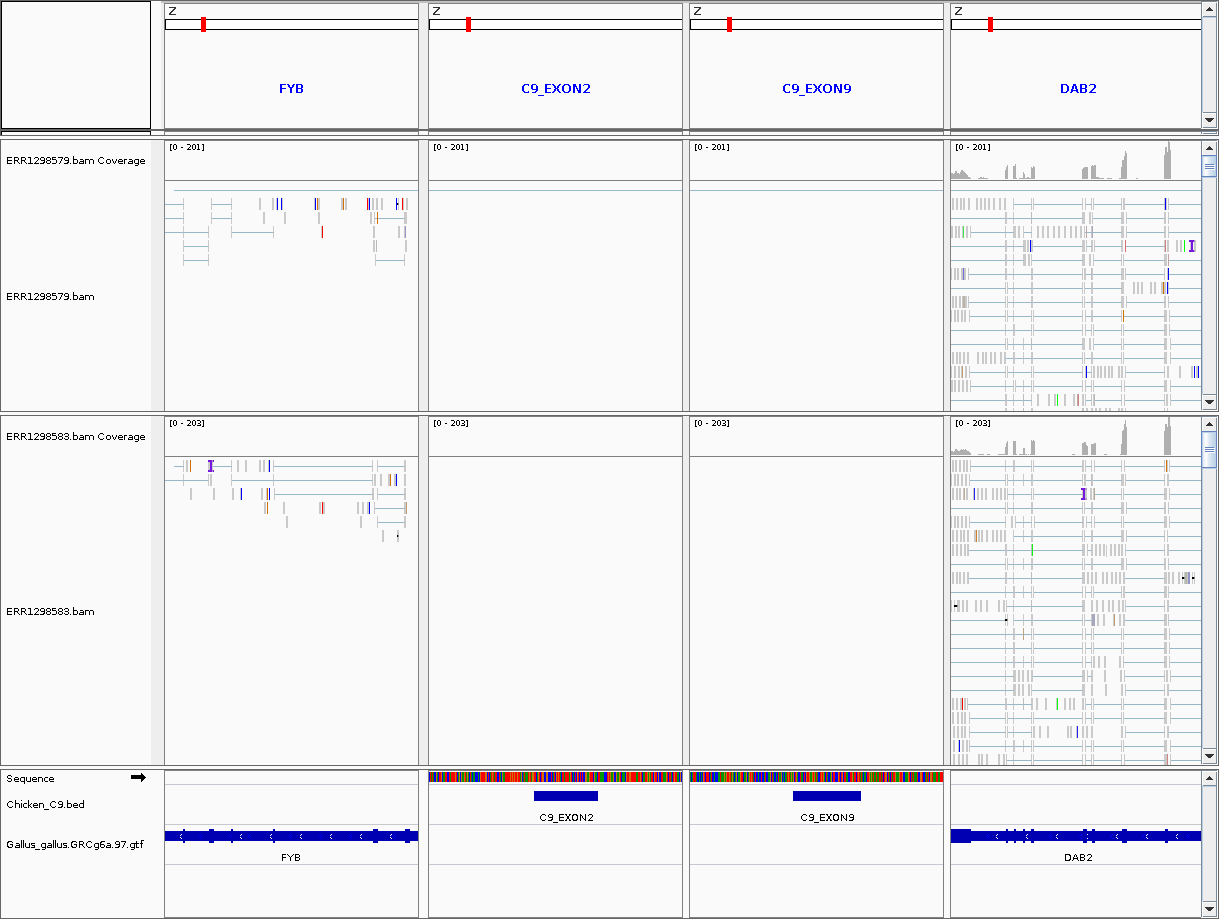 Z Z Z Z
FYB C9_EXON2 C9_EXON9 DAB2
[0 - 201] [0 - 201] [0 - 201] [0 - 201]
ERR1298579.bam Coverage
ERR1298579.bam
[0 - 203] [0 - 203] [0 - 203] [0 - 203]
ERR1298583.bam Coverage
ERR1298583.bam
Sequence
Chicken_C9.bed
C9_EXON2 C9_EXON9
Gallus_gallus.GRCg6a.97.gtf
FYB DAB2